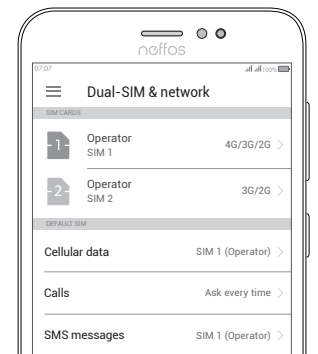 neffos
07:07 100%
Dual-SIM & network
SIM CARDS
-1- Operator 4G/3G/2G
SIM 1
-2- Operator 3G/2G
SIM 2
DEFAULT SIM
Cellular data SIM 1 (Operator)
Calls Ask every time
SMS messages SIM 1 (Operator)